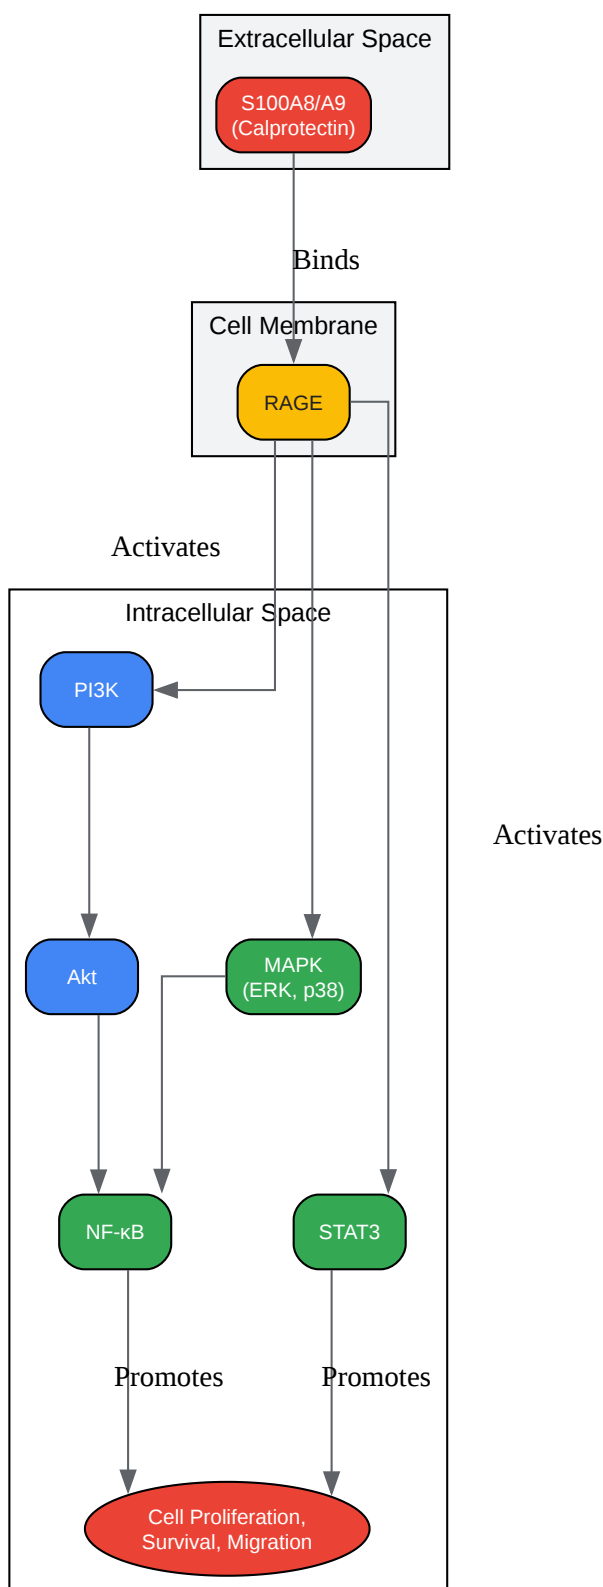 Extracellular Space
S100A8/A9
(Calprotectin)
Binds
Cell Membrane
RAGE
Activates
Intracellular Space
PI3K
Activates
Akt
MAPK
(ERK, p38)
NF-κB
STAT3
Promotes
Promotes
Cell Proliferation,
Survival, Migration